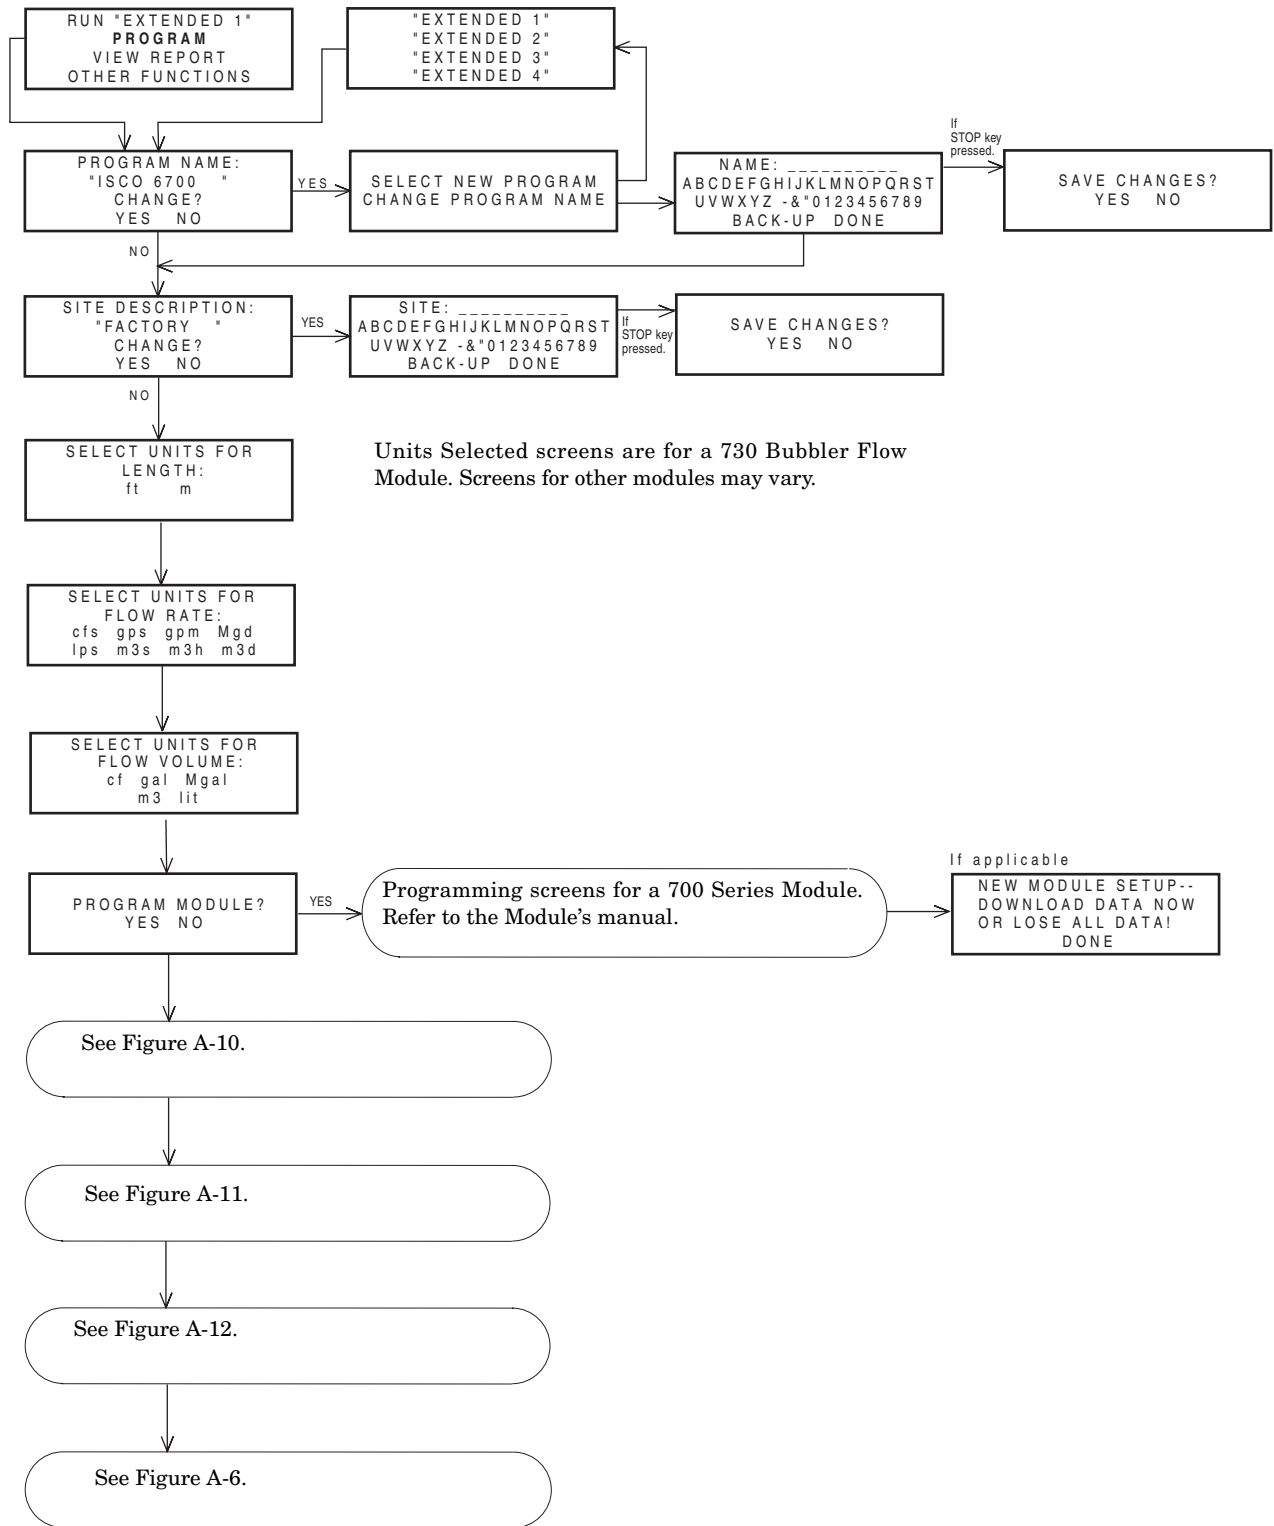 RUN "EXTENDED 1"
PROGRAM
VIEW REPORT
OTHER FUNCTIONS
"EXTENDED 1"
"EXTENDED 2"
"EXTENDED 3"
"EXTENDED 4"
PROGRAM NAME:
"ISCO 6700    "
CHANGE?
YES NO
YES
SELECT NEW PROGRAM
CHANGE PROGRAM NAME
NAME: __________
ABCDEFGHIJKLMNOPQRST
UVWXYZ -&"0123456789
BACK-UP DONE
If
STOP key
pressed.
SAVE CHANGES?
YES NO
NO
SITE DESCRIPTION:
"FACTORY    "
CHANGE?
YES NO
YES
SITE: __________
ABCDEFGHIJKLMNOPQRST
UVWXYZ -&"0123456789
BACK-UP DONE
If
STOP key
pressed.
SAVE CHANGES?
YES NO
NO
SELECT UNITS FOR
LENGTH:
ft m
Units Selected screens are for a 730 Bubbler Flow
Module. Screens for other modules may vary.
SELECT UNITS FOR
FLOW RATE:
cfs gps gpm Mgd
lps m3s m3h m3d
SELECT UNITS FOR
FLOW VOLUME:
cf gal Mgal
m3 lit
PROGRAM MODULE?
YES NO
YES
Programming screens for a 700 Series Module.
Refer to the Module's manual.
If applicable
NEW MODULE SETUP--
DOWNLOAD DATA NOW
OR LOSE ALL DATA!
DONE
See Figure A-10.
See Figure A-11.
See Figure A-12.
See Figure A-6.